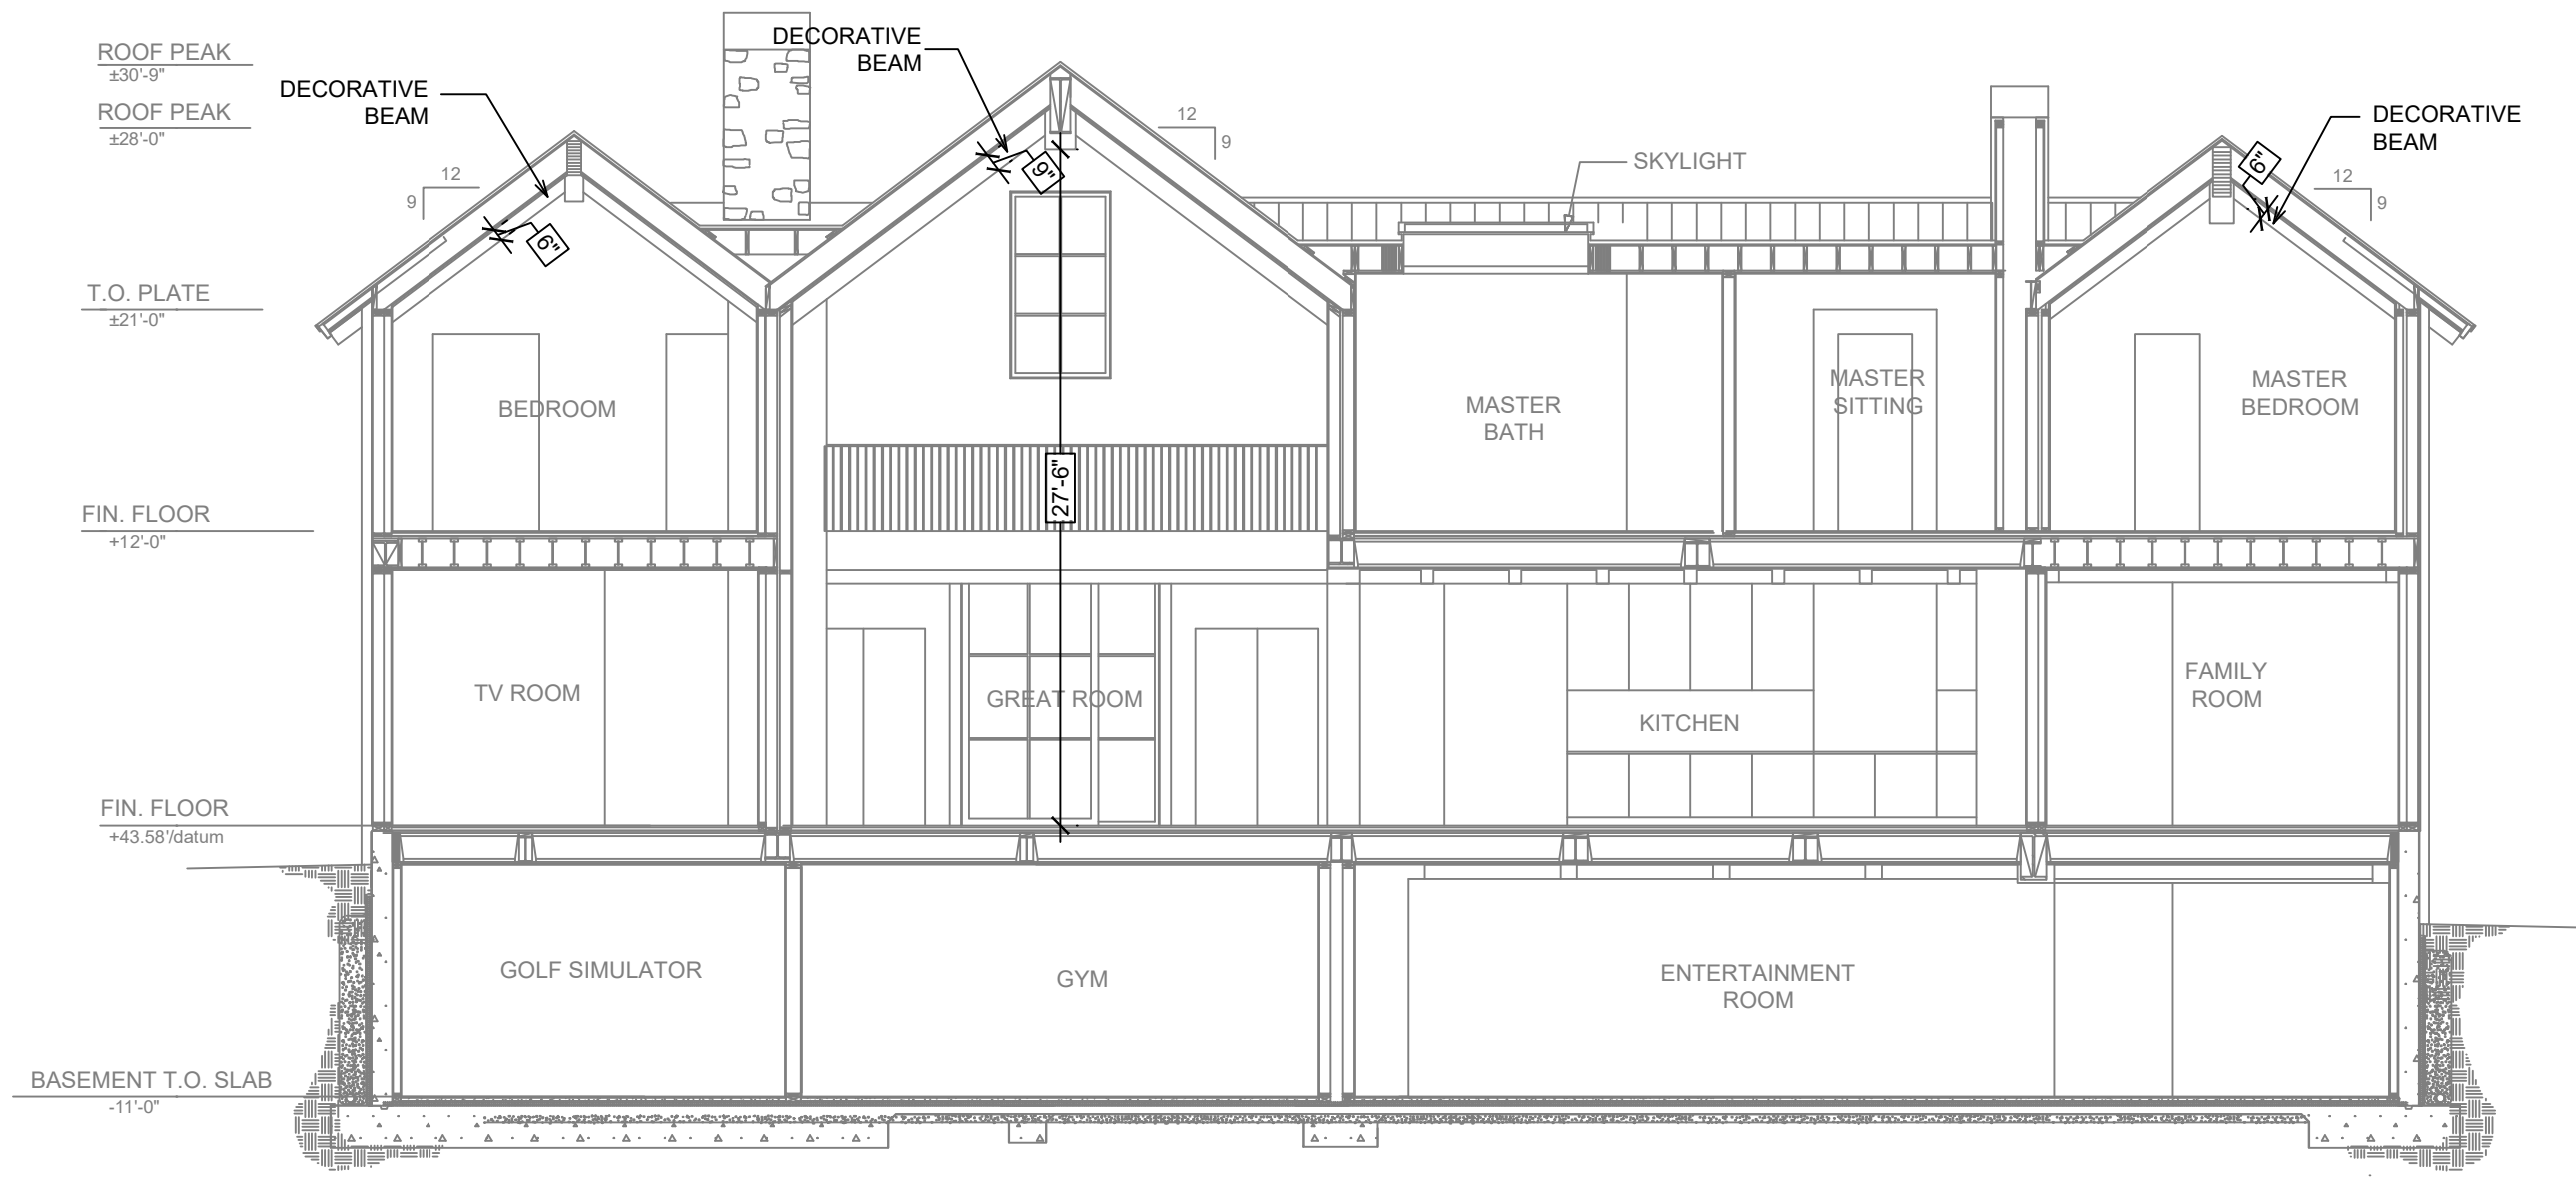 ROOF PEAK
±30'-9"
ROOF PEAK
±28'-0"
DECORATIVE
BEAM
DECORATIVE
BEAM
DECORATIVE
BEAM
12
9
12
9
12
9
6"
9"
6"
SKYLIGHT
T.O. PLATE
±21'-0"
BEDROOM
MASTER
BATH
MASTER
SITTING
MASTER
BEDROOM
27'-6"
FIN. FLOOR
+12'-0"
TV ROOM
GREAT ROOM
KITCHEN
FAMILY
ROOM
FIN. FLOOR
+43.58'/datum
GOLF SIMULATOR
GYM
ENTERTAINMENT
ROOM
BASEMENT T.O. SLAB
-11'-0"